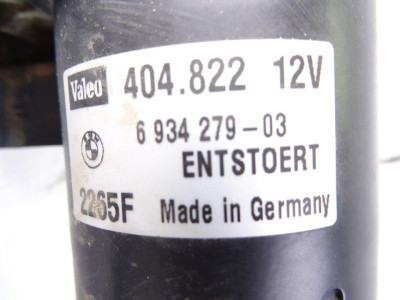 Valeo 404.822 12V
6 934 279-03
ENTSTOERT
2265F Made in Germany